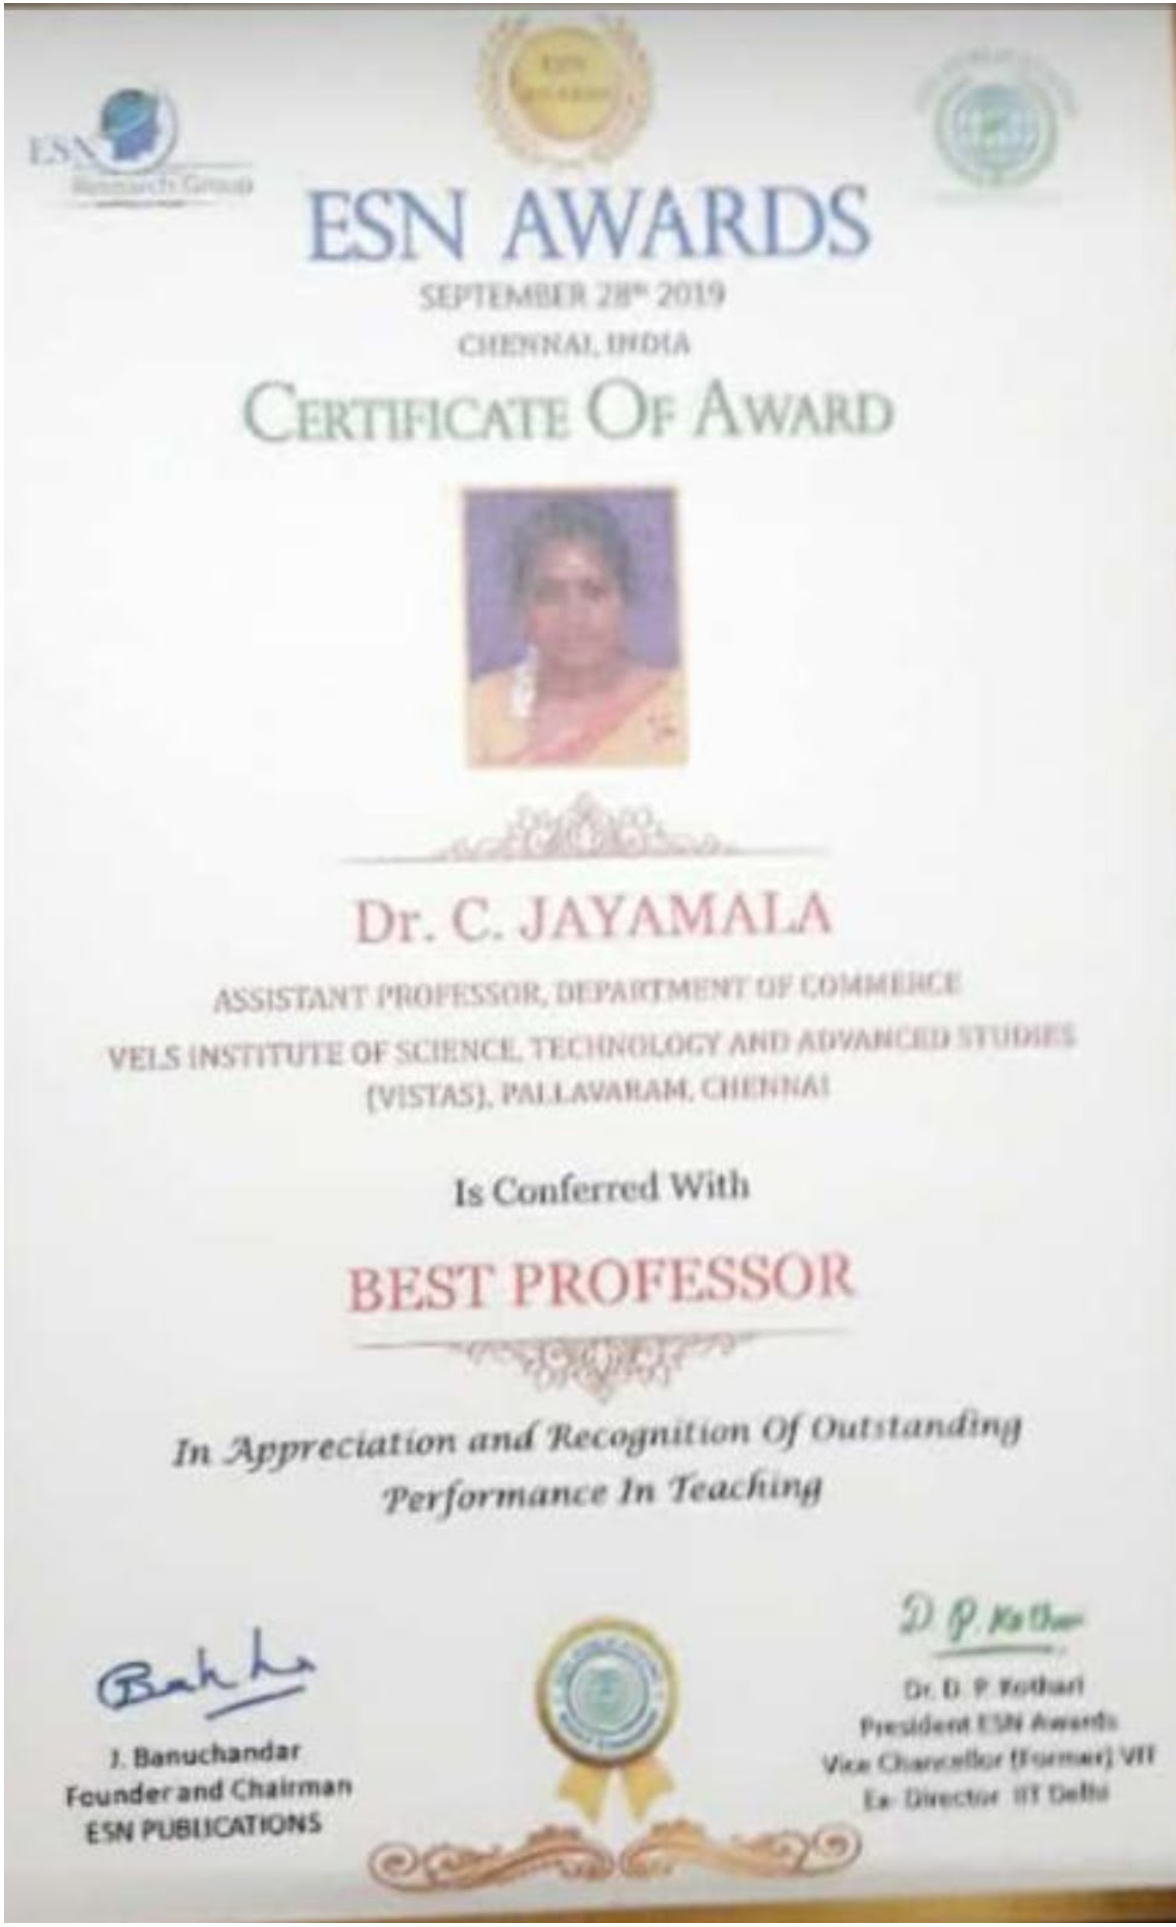 ESN
AWARDS
ESN
Research Group
ESN AWARDS
SEPTEMBER 28th 2019
CHENNAI, INDIA
CERTIFICATE OF AWARD
Dr. C. JAYAMALA
ASSISTANT PROFESSOR, DEPARTMENT OF COMMERCE
VELS INSTITUTE OF SCIENCE, TECHNOLOGY AND ADVANCED STUDIES
(VISTAS), PALLAVARAM, CHENNAI
Is Conferred With
BEST PROFESSOR
In Appreciation and Recognition Of Outstanding
Performance In Teaching
J. Banuchandar
Founder and Chairman
ESN PUBLICATIONS
D. P. Kothari
Dr. D. P. Kothari
President ESN Awards
Vice Chancellor (Former) VIT
Ex- Director IIT Delhi